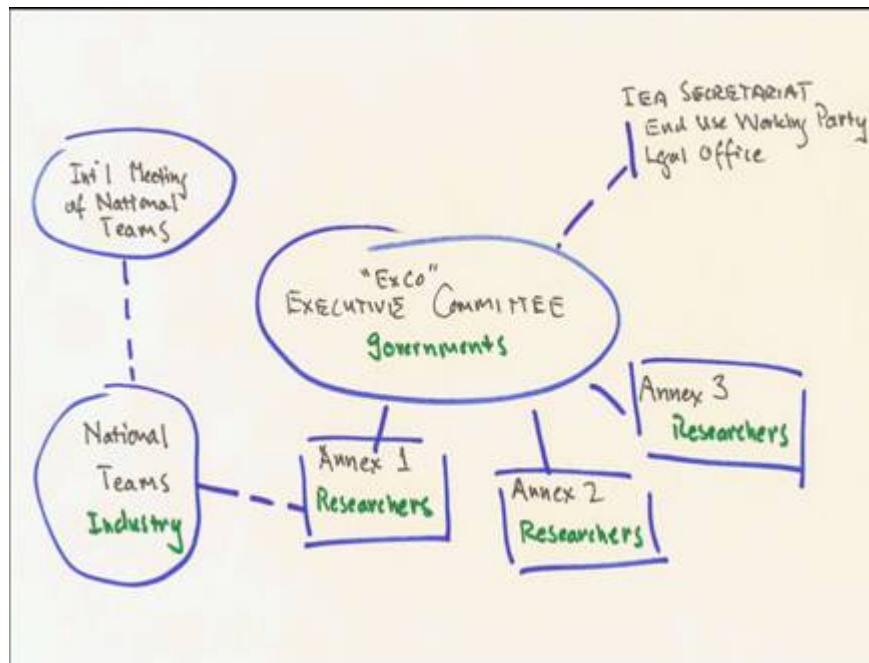 IEA SECRETARIAT
End Use Working Party
Legal Office
Int'l Meeting
of National
Teams
"ExCo"
EXECUTIVE COMMITTEE
governments
Annex 3
Researchers
National
Teams
Industry
Annex 1
Researchers
Annex 2
Researchers